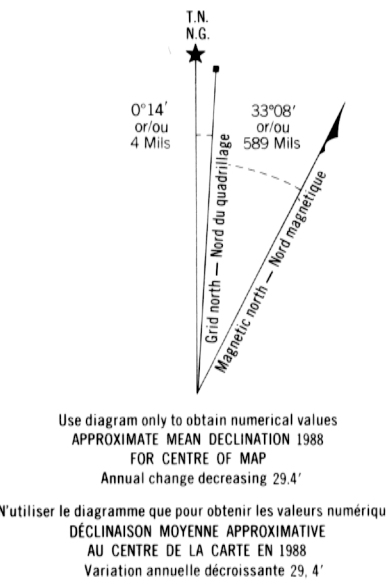 T.N.
N.G.
0°14′
or/ou
4 Mils
33°08′
or/ou
589 Mils
Grid north — Nord du quadrillage
Magnetic north — Nord magnetique
Use diagram only to obtain numerical values
APPROXIMATE MEAN DECLINATION 1988
FOR CENTRE OF MAP
Annual change decreasing 29.4′
N'utiliser le diagramme que pour obtenir les valeurs numériqu
DÉCLINAISON MOYENNE APPROXIMATIVE
AU CENTRE DE LA CARTE EN 1988
Variation annuelle décroissante 29, 4′